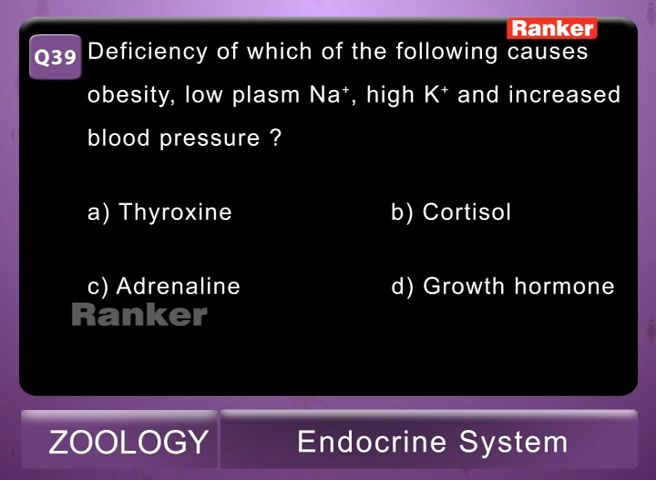 Ranker
Q39 Deficiency of which of the following causes
obesity, low plasm Na⁺, high K⁺ and increased
blood pressure ?
a) Thyroxine b) Cortisol
c) Adrenaline d) Growth hormone
Ranker
ZOOLOGY Endocrine System